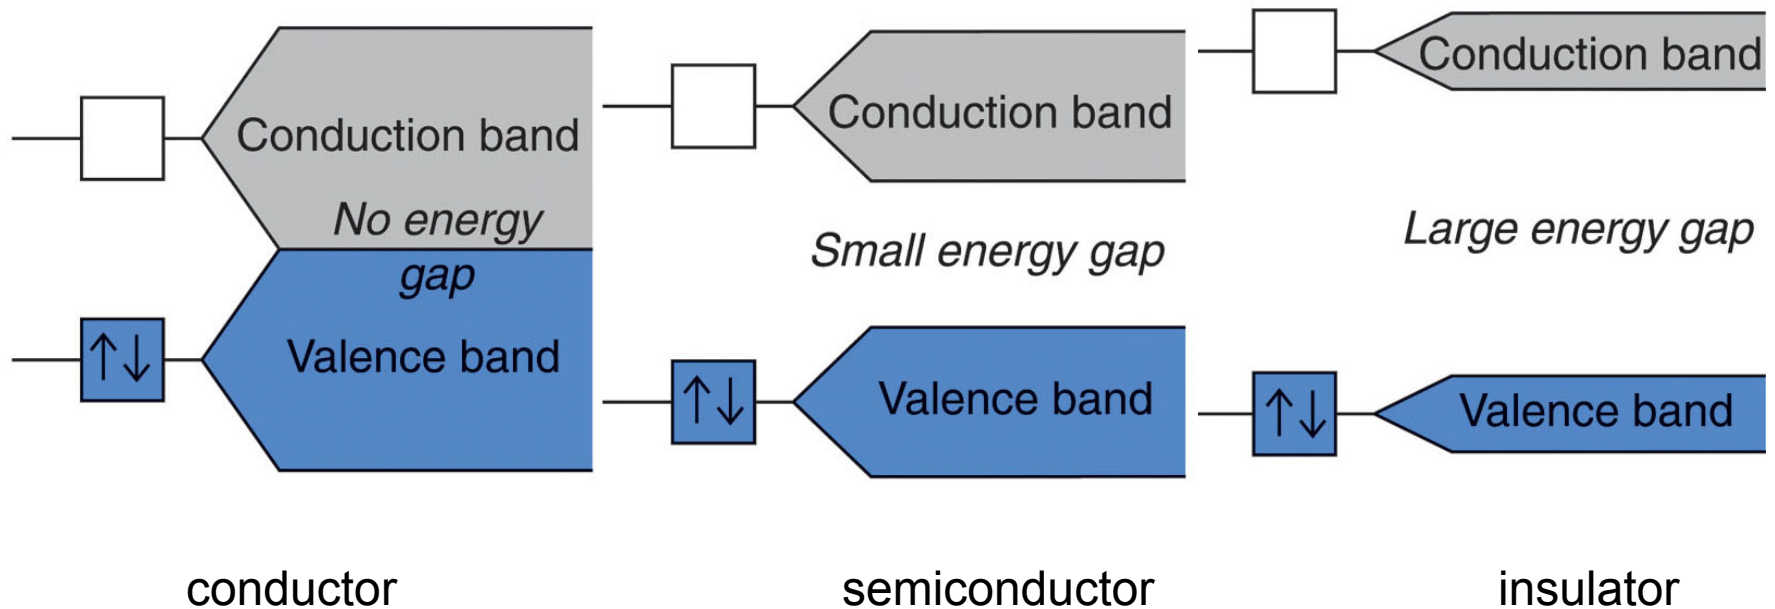 Conduction band
No energy
gap
Valence band
conductor
Conduction band
Small energy gap
Valence band
semiconductor
Conduction band
Large energy gap
Valence band
insulator